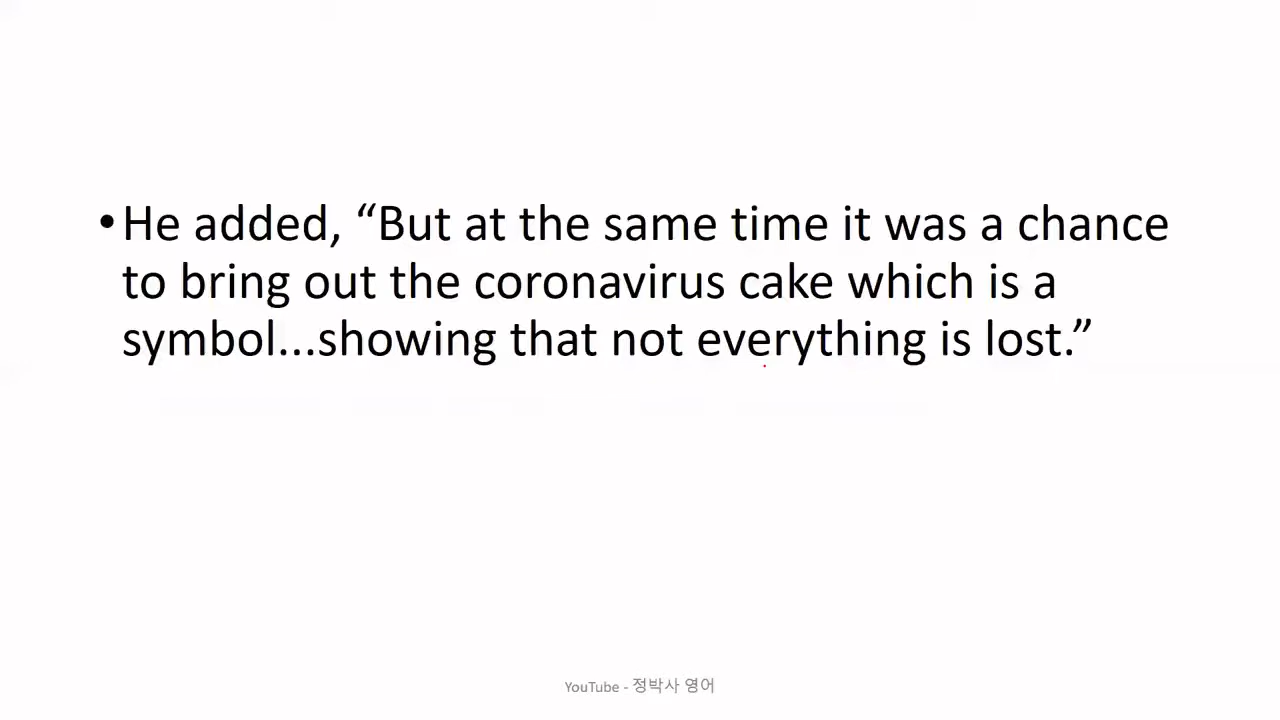 •He added, “But at the same time it was a chance
to bring out the coronavirus cake which is a
symbol...showing that not everything is lost.”
YouTube - 정박사 영어